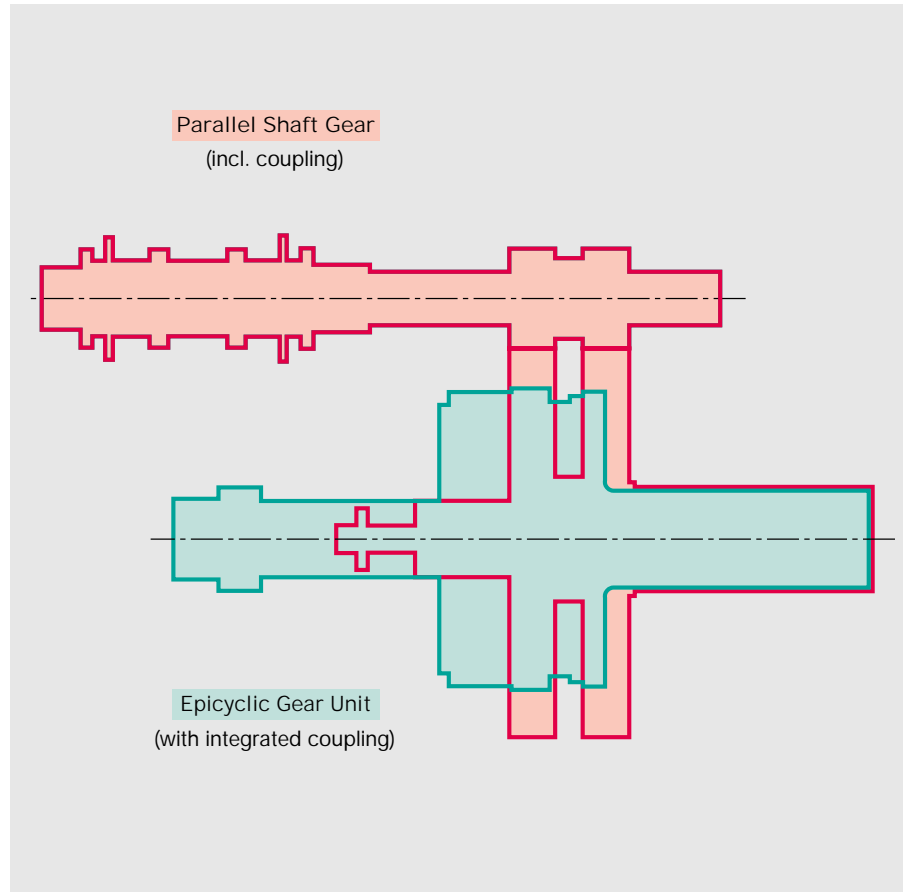 Parallel Shaft Gear
(incl. coupling)
Epicyclic Gear Unit
(with integrated coupling)